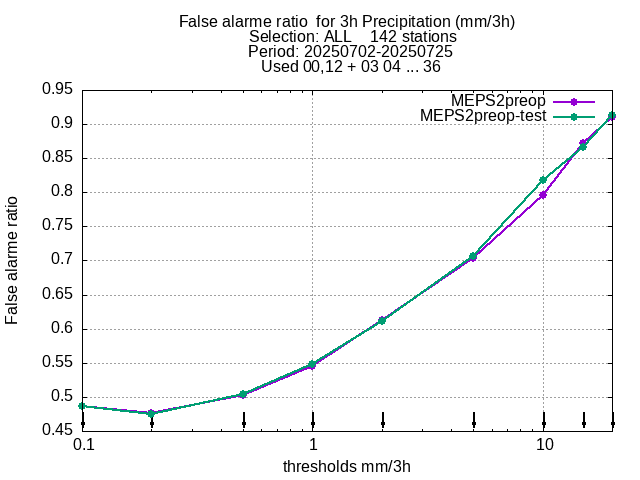 False alarme ratio  for 3h Precipitation (mm/3h)
Selection: ALL    142 stations
Period: 20250702-20250725
Used 00,12 + 03 04 ... 36
MEPS2preop
MEPS2preop-test
0.95
0.9
0.85
0.8
0.75
0.7
0.65
0.6
0.55
0.5
0.45
False alarme ratio
0.1
1
10
thresholds mm/3h